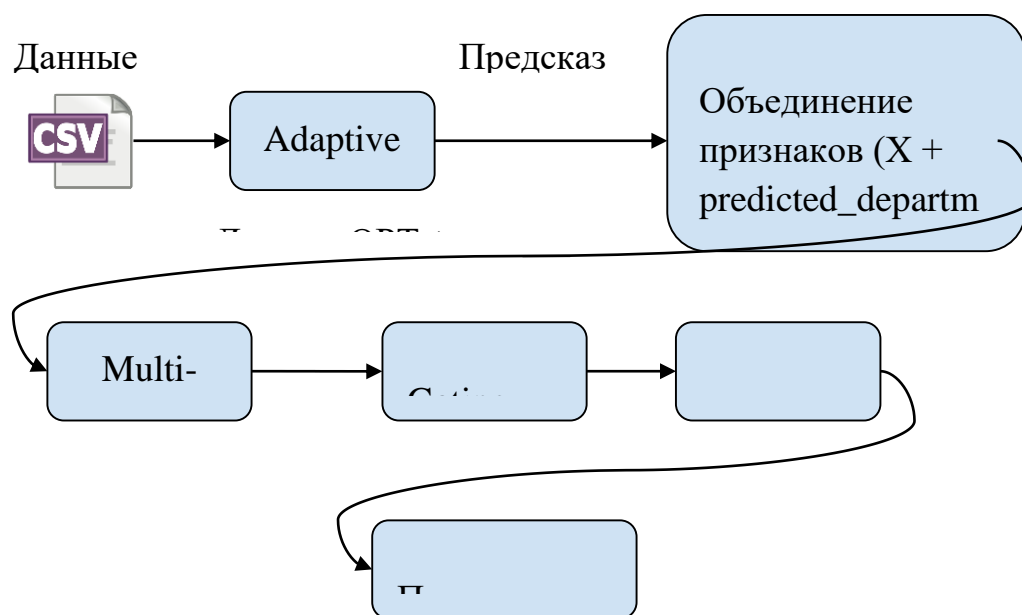 Данные
Предсказ
CSV
Adaptive
Объединение
признаков (X +
predicted_departm
Multi-